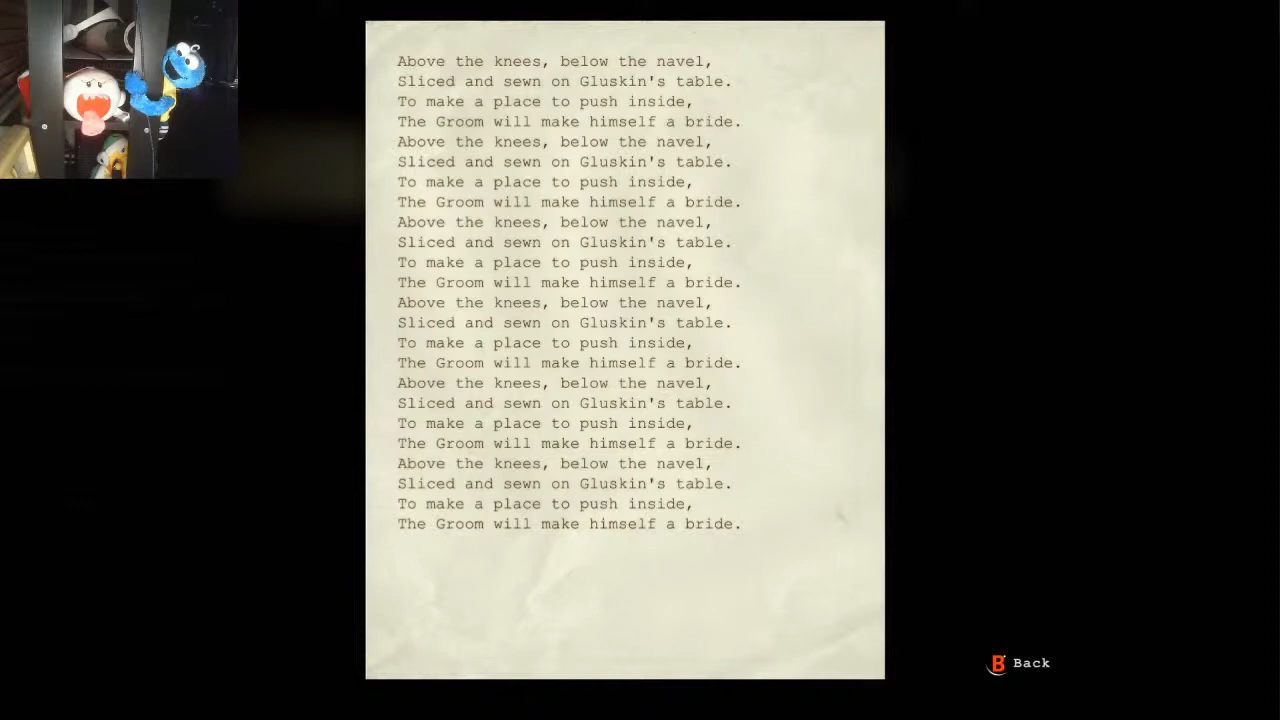 Above the knees, below the navel,
Sliced and sewn on Gluskin's table.
To make a place to push inside,
The Groom will make himself a bride.
Above the knees, below the navel,
Sliced and sewn on Gluskin's table.
To make a place to push inside,
The Groom will make himself a bride.
Above the knees, below the navel,
Sliced and sewn on Gluskin's table.
To make a place to push inside,
The Groom will make himself a bride.
Above the knees, below the navel,
Sliced and sewn on Gluskin's table.
To make a place to push inside,
The Groom will make himself a bride.
Above the knees, below the navel,
Sliced and sewn on Gluskin's table.
To make a place to push inside,
The Groom will make himself a bride.
Above the knees, below the navel,
Sliced and sewn on Gluskin's table.
To make a place to push inside,
The Groom will make himself a bride.
B Back